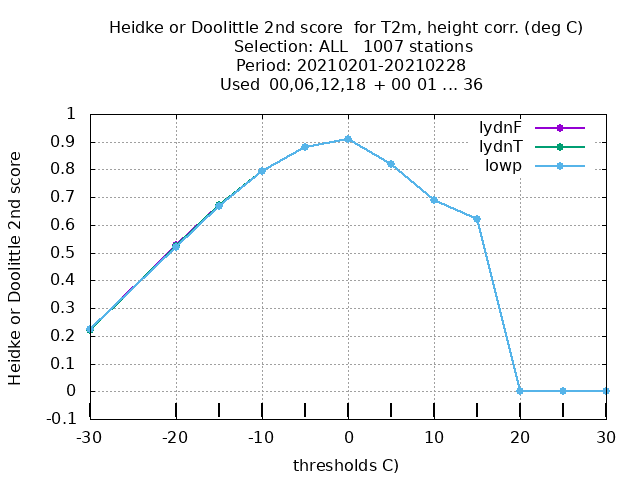 Heidke or Doolittle 2nd score  for T2m, height corr. (deg C)
Selection: ALL   1007 stations
Period: 20210201-20210228
Used  00,06,12,18  + 00 01 ... 36
Heidke or Doolittle 2nd score
1
0.9
0.8
0.7
0.6
0.5
0.4
0.3
0.2
0.1
0
-0.1
lydnF
lydnT
lowp
-30
-20
-10
0
10
20
30
thresholds C)